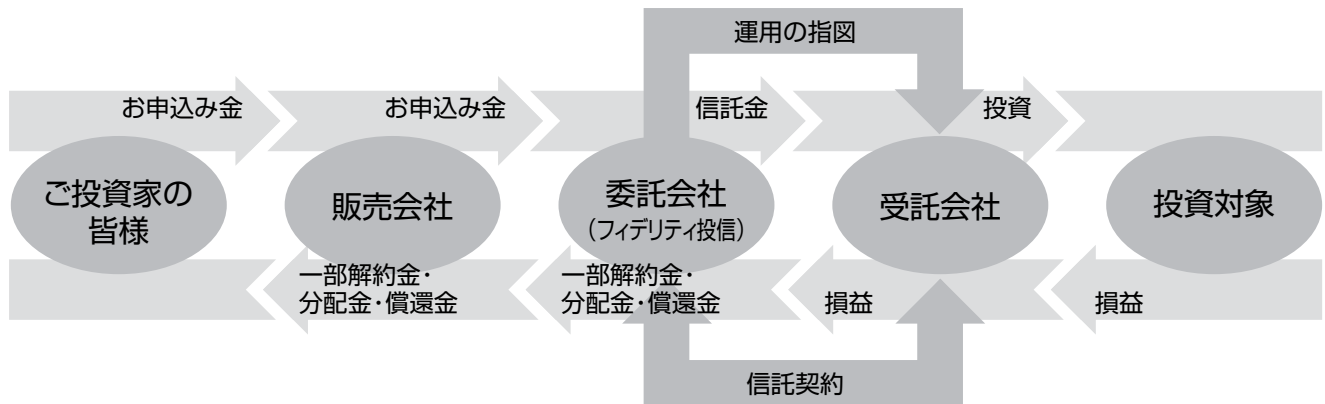 運用の指図
お申込み金
お申込み金
信託金
投資
ご投資家の
皆様
販売会社
委託会社
（フィデリティ投信）
受託会社
投資対象
一部解約金・
分配金・償還金
一部解約金・
分配金・償還金
損益
損益
信託契約